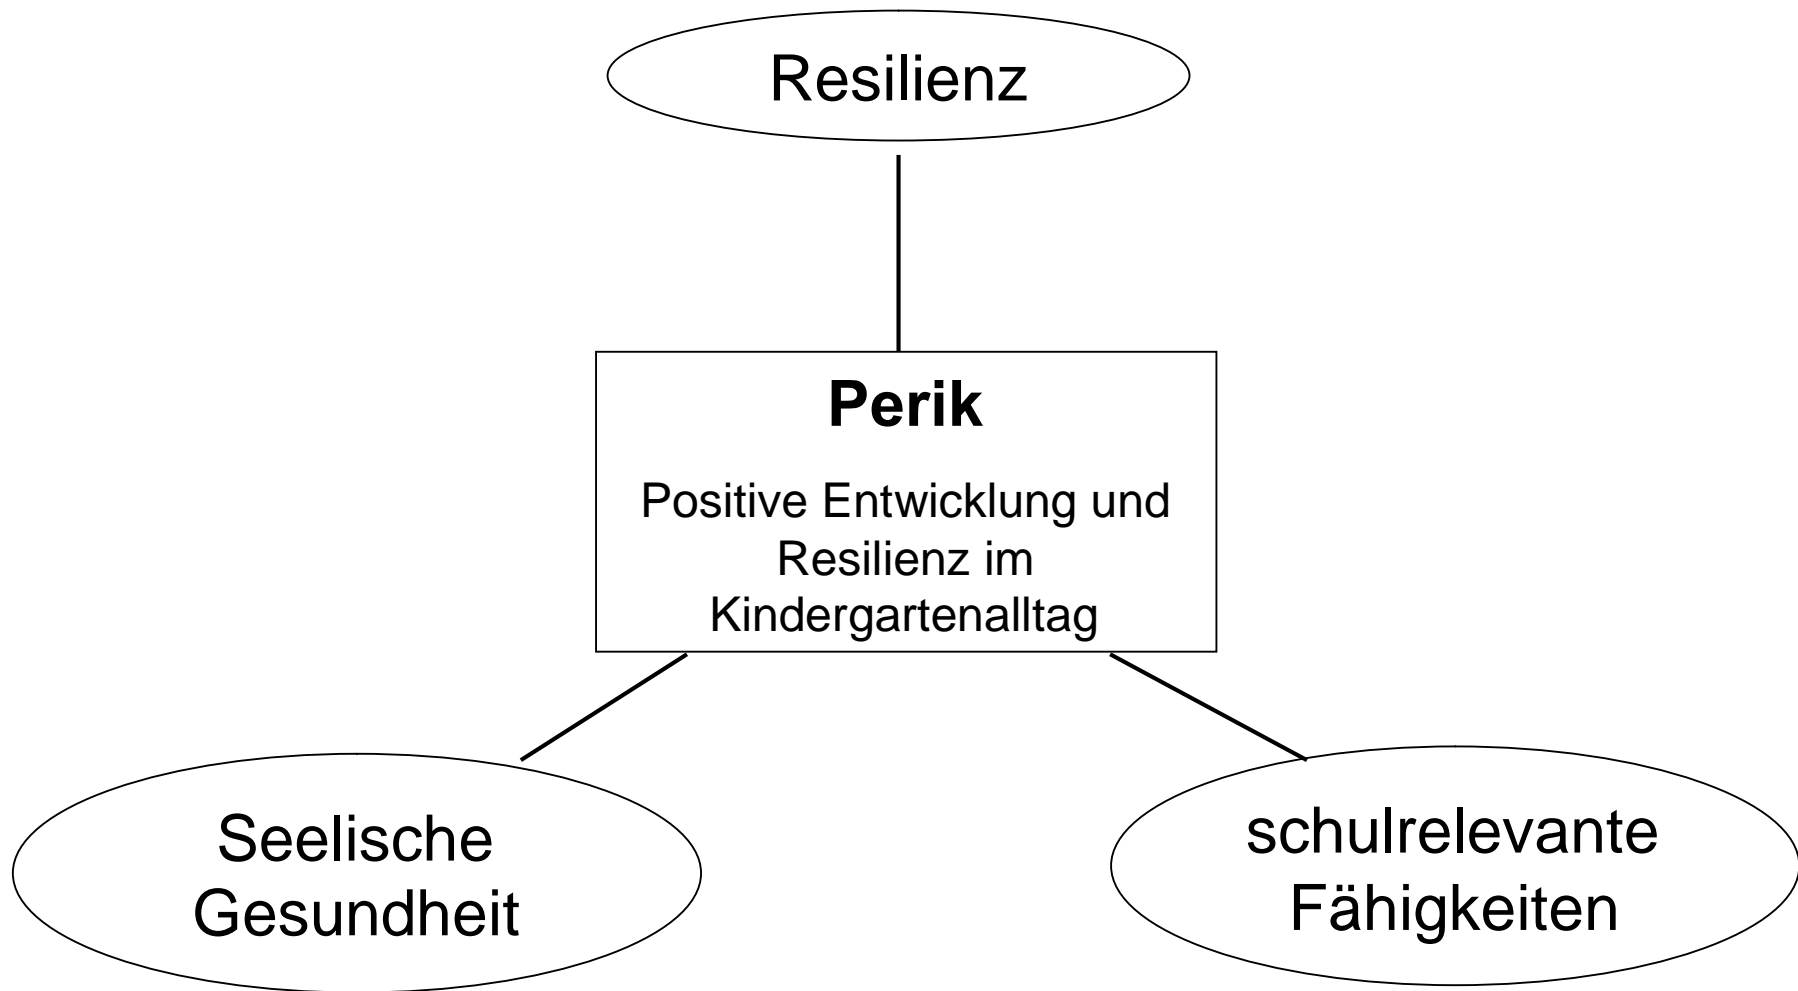 Resilienz
Perik
Positive Entwicklung und
Resilienz im
Kindergartenalltag
Seelische
Gesundheit
schulrelevante
Fähigkeiten